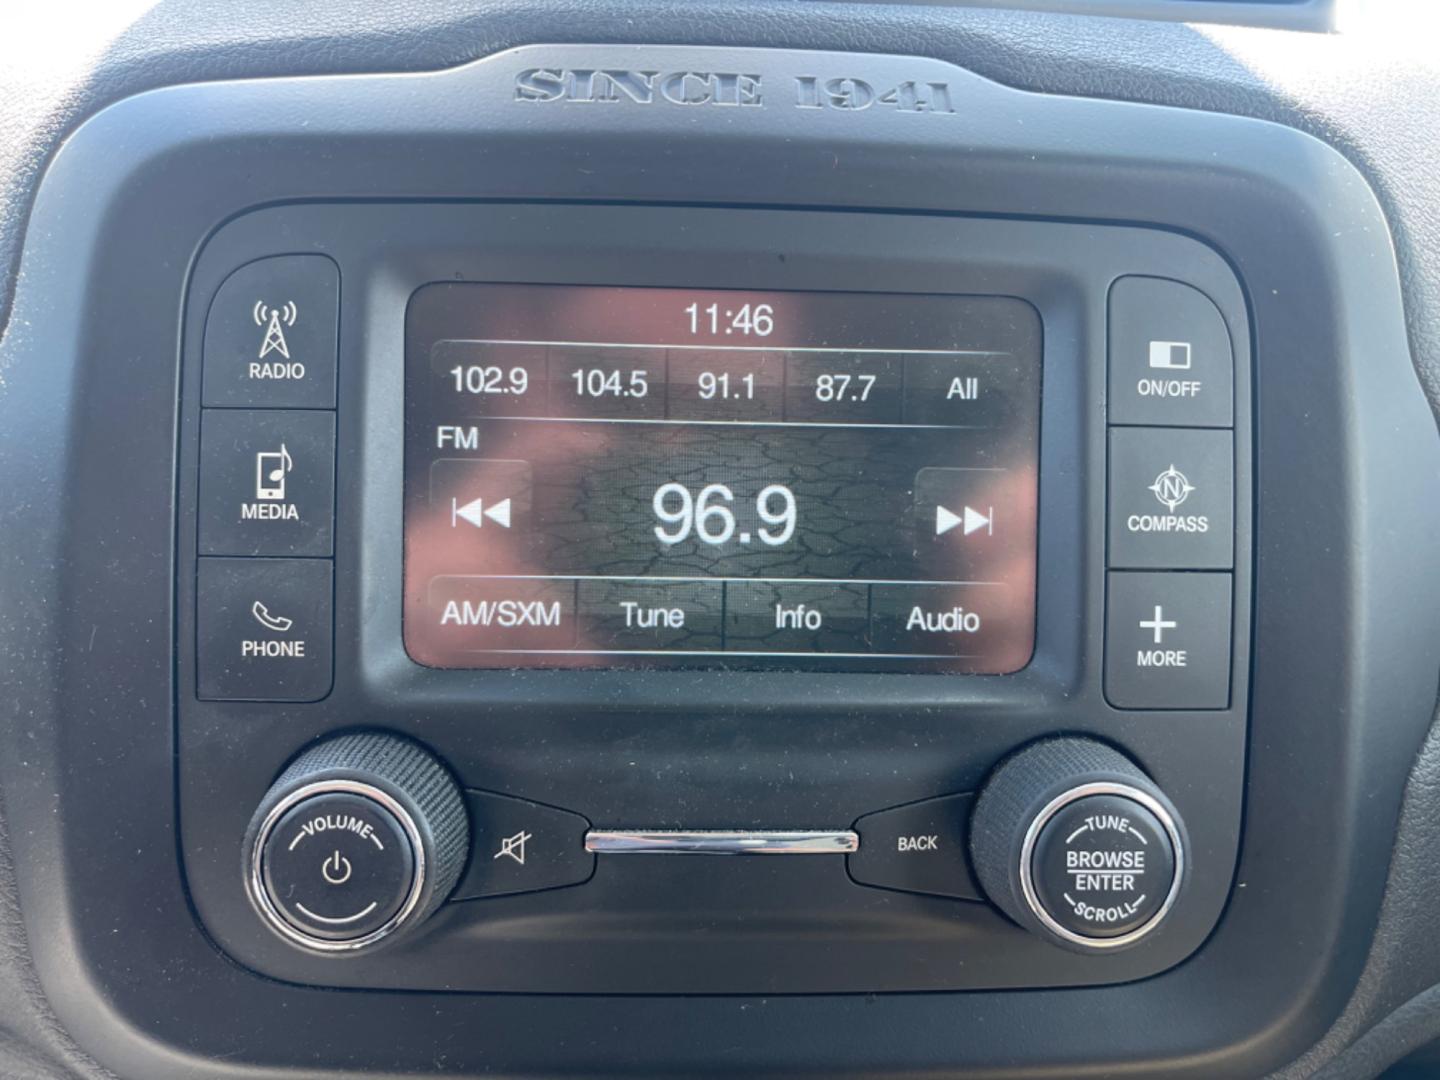 SINCE 1941
RADIO
MEDIA
PHONE
11:46
102.9 104.5 91.1 87.7 All
FM
96.9
AM/SXM Tune Info Audio
ON/OFF
N
COMPASS
MORE
VOLUME
BACK
TUNE
BROWSE
ENTER
SCROLL